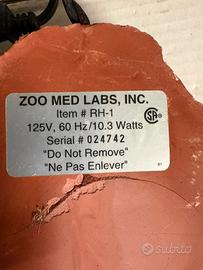 ZOO MED LABS, INC.
Item # RH-1
125V, 60 Hz/10.3 Watts
Serial # 024742
"Do Not Remove"
"Ne Pas Enlever"
subito